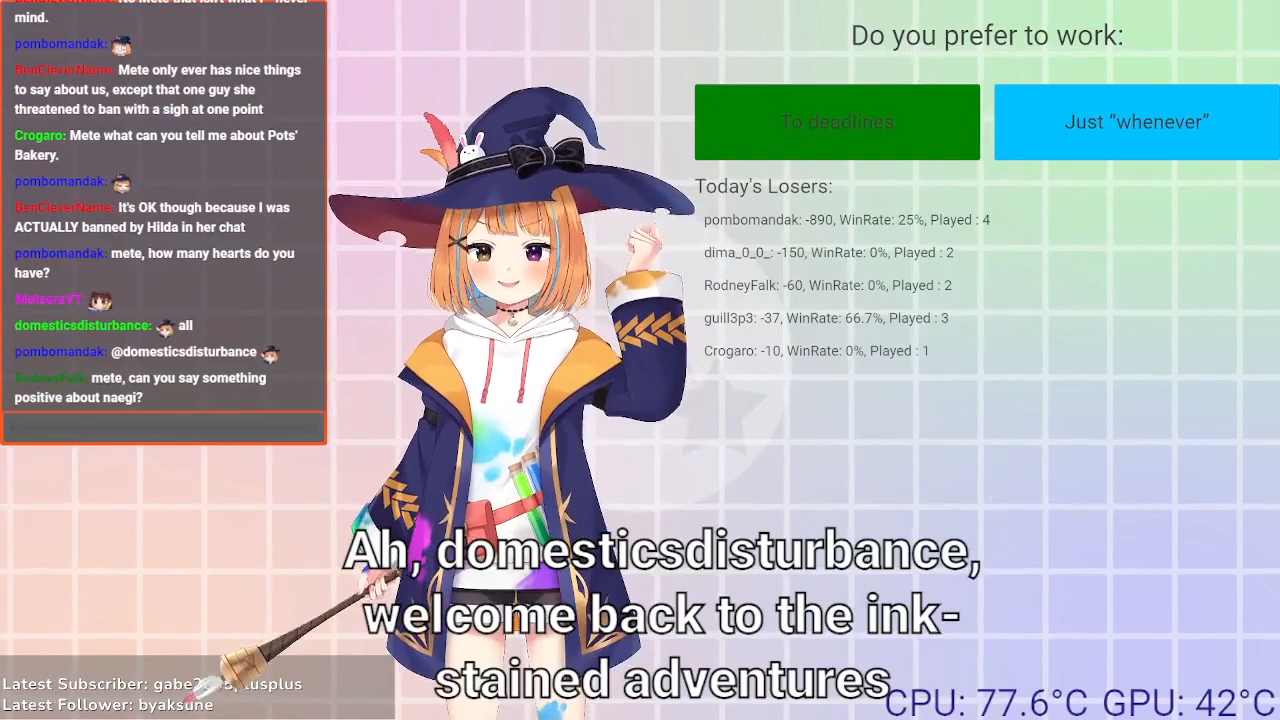 mind.
pombomandak:
BenCleverName: Mete only ever has nice things
to say about us, except that one guy she
threatened to ban with a sigh at one point
Crogaro: Mete what can you tell me about Pots'
Bakery.
pombomandak:
BenCleverName: It's OK though because I was
ACTUALLY banned by Hilda in her chat
pombomandak: mete, how many hearts do you
have?
MeteoraYT:
domesticsdisturbance: all
pombomandak: @domesticsdisturbance
RodneyFalk: mete, can you say something
positive about naegi?
Do you prefer to work:
To deadlines
Just “whenever”
Today's Losers:
pombomandak: -890, WinRate: 25%, Played : 4
dima_0_0_: -150, WinRate: 0%, Played : 2
RodneyFalk: -60, WinRate: 0%, Played : 2
guill3p3: -37, WinRate: 66.7%, Played : 3
Crogaro: -10, WinRate: 0%, Played : 1
Ah, domesticsdisturbance,
welcome back to the ink-
stained adventures
Latest Subscriber:
Latest Follower: byaksune
CPU: 77.6°C GPU: 42°C